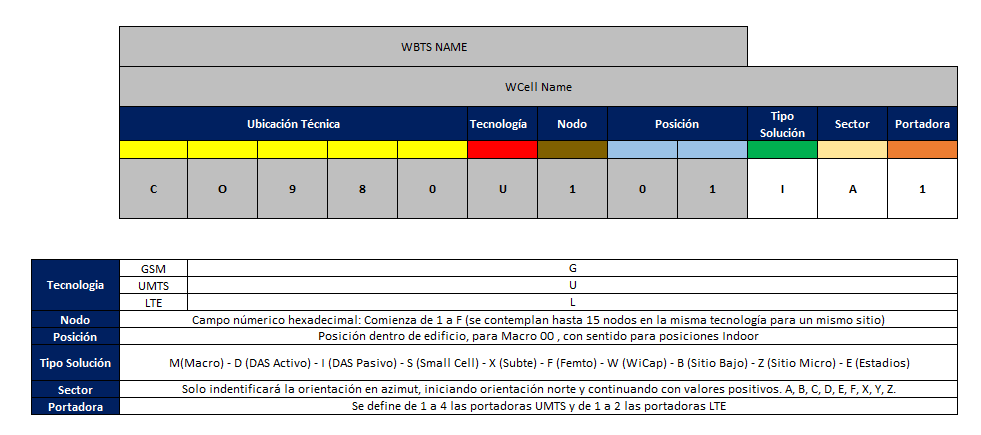 WBTS NAME
WCell Name
Ubicación Técnica Tecnología Nodo Posición Tipo Solución Sector Portadora
C O 9 8 0 U 1 0 1 I A 1
Tecnologia
GSM G
UMTS U
LTE L
Nodo Campo númerico hexadecimal: Comienza de 1 a F (se contemplan hasta 15 nodos en la misma tecnología para un mismo sitio)
Posición Posición dentro de edificio, para Macro 00 , con sentido para posiciones Indoor
Tipo Solución M(Macro) - D (DAS Activo) - I (DAS Pasivo) - S (Small Cell) - X (Subte) - F (Femto) - W (WiCap) - B (Sitio Bajo) - Z (Sitio Micro) - E (Estadios)
Sector Solo indentificará la orientación en azimut, iniciando orientación norte y continuando con valores positivos. A, B, C, D, E, F, X, Y, Z.
Portadora Se define de 1 a 4 las portadoras UMTS y de 1 a 2 las portadoras LTE